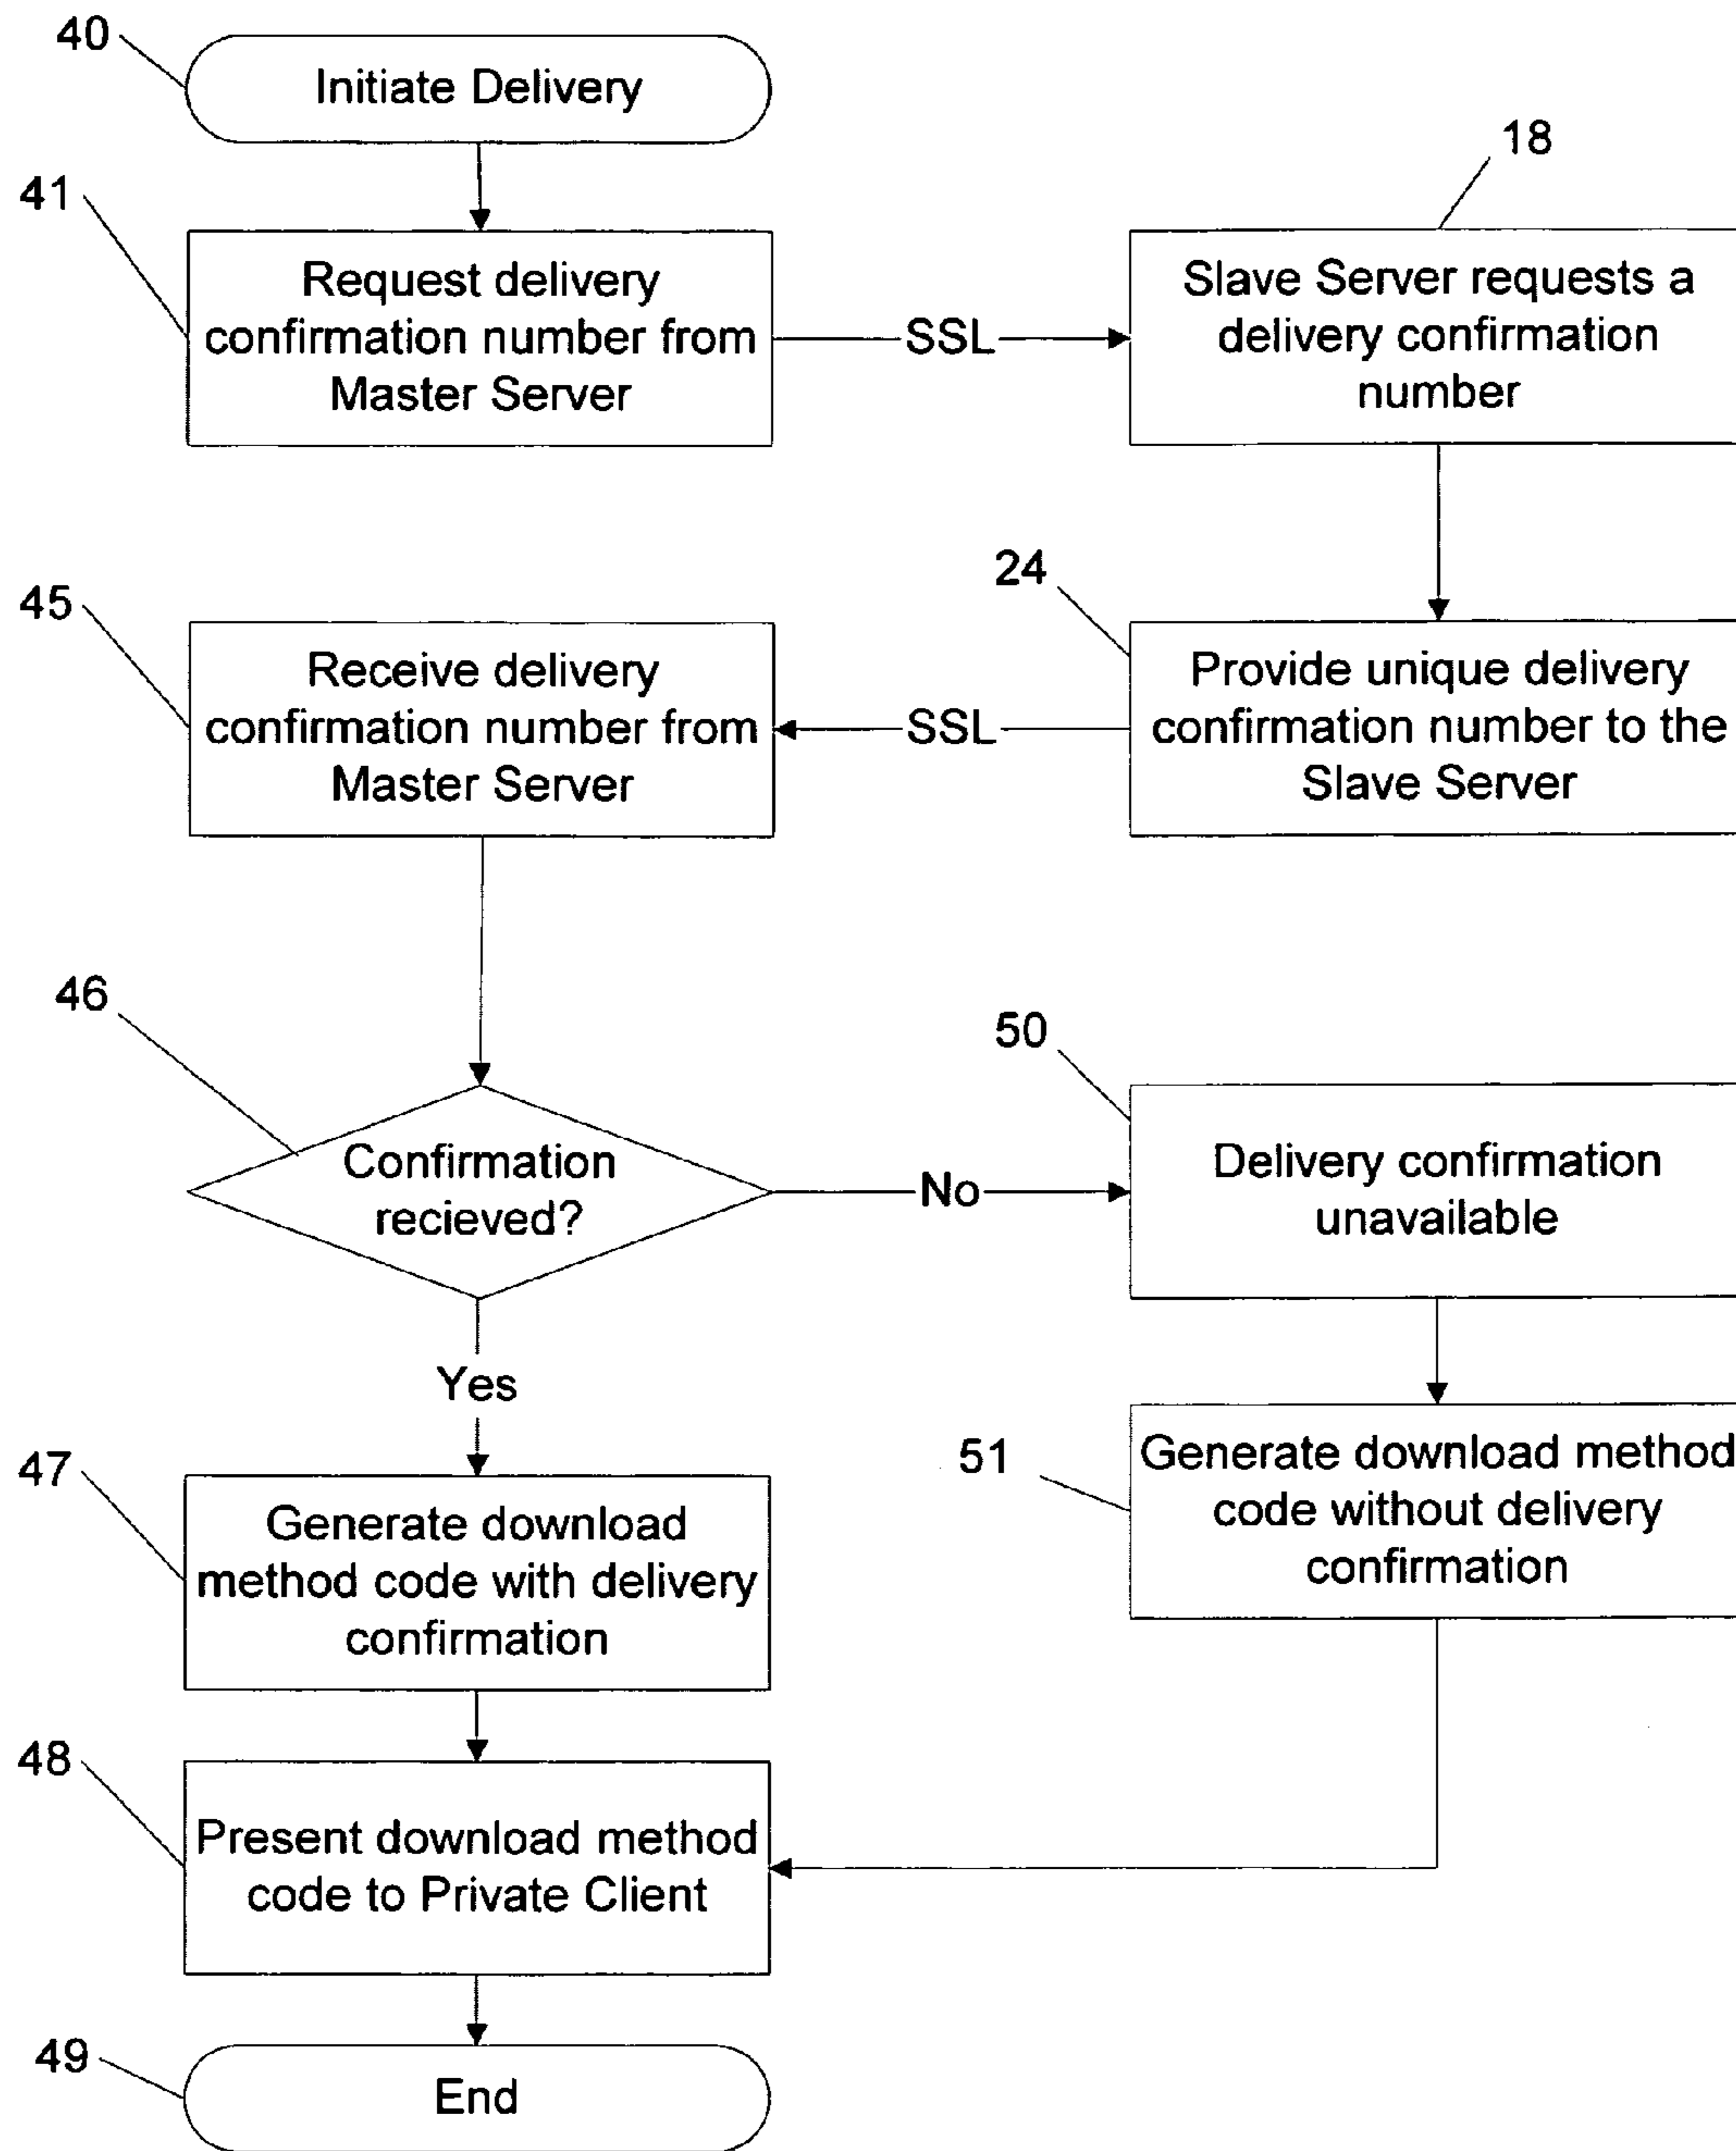 40
Initiate Delivery
18
41
Request delivery
confirmation number from
Master Server
SSL
Slave Server requests a
delivery confirmation
number
45
Receive delivery
confirmation number from
Master Server
SSL
24
Provide unique delivery
confirmation number to the
Slave Server
46
Confirmation
recieved?
No
50
Delivery confirmation
unavailable
Yes
47
Generate download
method code with delivery
confirmation
51
Generate download method
code without delivery
confirmation
48
Present download method
code to Private Client
49
End